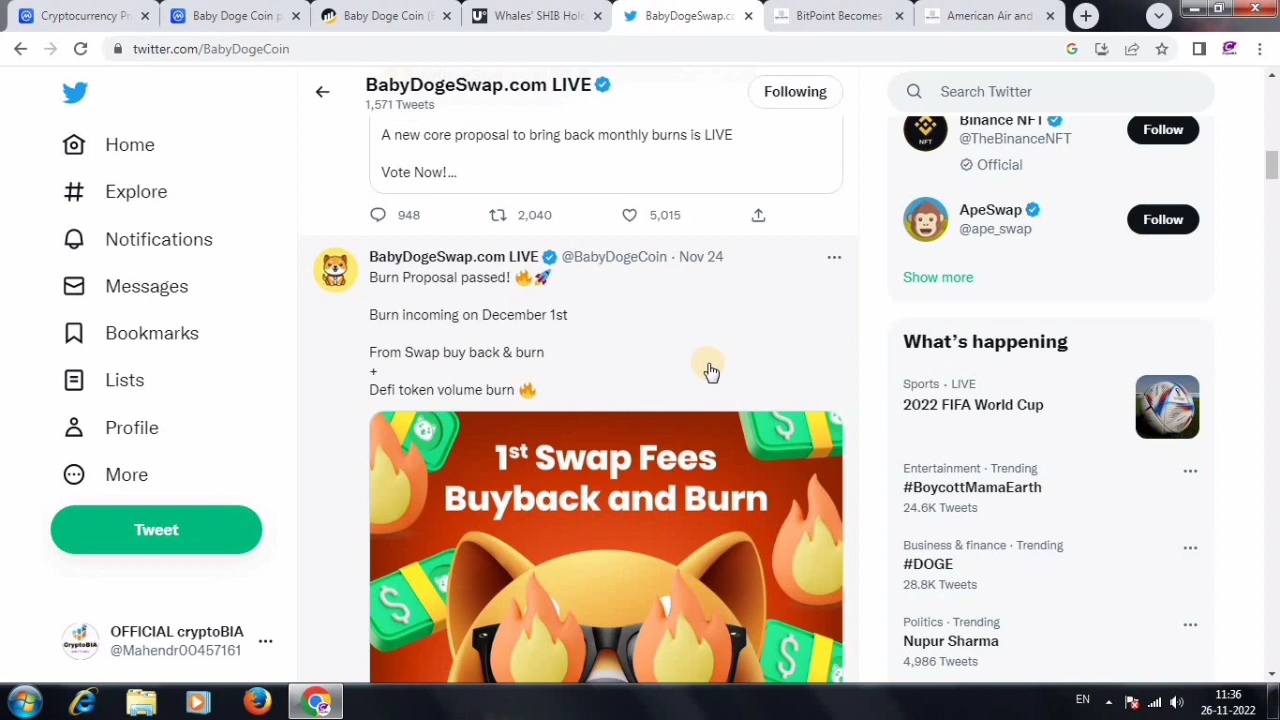 Cryptocurrency Pr
Baby Doge Coin p
Baby Doge Coin (
Whales' SHIB
BabyDogeSwap.c
BitPoint Becomes
American Air and
twitter.com/BabyDogeCoin
BabyDogeSwap.com LIVE
1,571 Tweets
Following
Search Twitter
Home
Explore
Notifications
Messages
Bookmarks
Lists
Profile
More
Tweet
OFFICIAL cryptoBIA
@Mahendr00457161
CryptoBIA
A new core proposal to bring back monthly burns is LIVE
Vote Now!...
948 2,040 5,015
BabyDogeSwap.com LIVE @BabyDogeCoin · Nov 24
Burn Proposal passed! 🔥🚀
Burn incoming on December 1st
From Swap buy back & burn
+
Defi token volume burn 🔥
1st Swap Fees
Buyback and Burn
Binance NFT
@TheBinanceNFT
Official
Follow
NFT
ApeSwap
@ape_swap
Follow
Show more
What's happening
Sports · LIVE
2022 FIFA World Cup
Entertainment · Trending
#BoycottMamaEarth
24.6K Tweets
Business & finance · Trending
#DOGE
28.8K Tweets
Politics · Trending
Nupur Sharma
4,986 Tweets
EN
11:36
26-11-2022